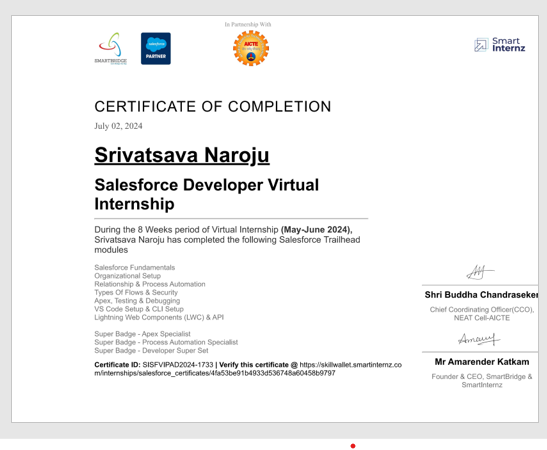 In Partnership With
SMARTBRIDGE
salesforce
PARTNER
AICTE
Smart
Internz
CERTIFICATE OF COMPLETION
July 02, 2024
Srivatsava Naroju
Salesforce Developer Virtual
Internship
During the 8 Weeks period of Virtual Internship (May-June 2024),
Srivatsava Naroju has completed the following Salesforce Trailhead
modules
Salesforce Fundamentals
Organizational Setup
Relationship & Process Automation
Types Of Flows & Security
Apex, Testing & Debugging
VS Code Setup & CLI Setup
Lightning Web Components (LWC) & API
Super Badge - Apex Specialist
Super Badge - Process Automation Specialist
Super Badge - Developer Super Set
Certificate ID: SISFVIPAD2024-1733 | Verify this certificate @ https://skillwallet.smartinternz.co
m/internships/salesforce_certificates/4fa53be91b4933d536748a60458b9797
Shri Buddha Chandraseker
Chief Coordinating Officer(CCO),
NEAT Cell-AICTE
Mr Amarender Katkam
Founder & CEO, SmartBridge &
SmartInternz